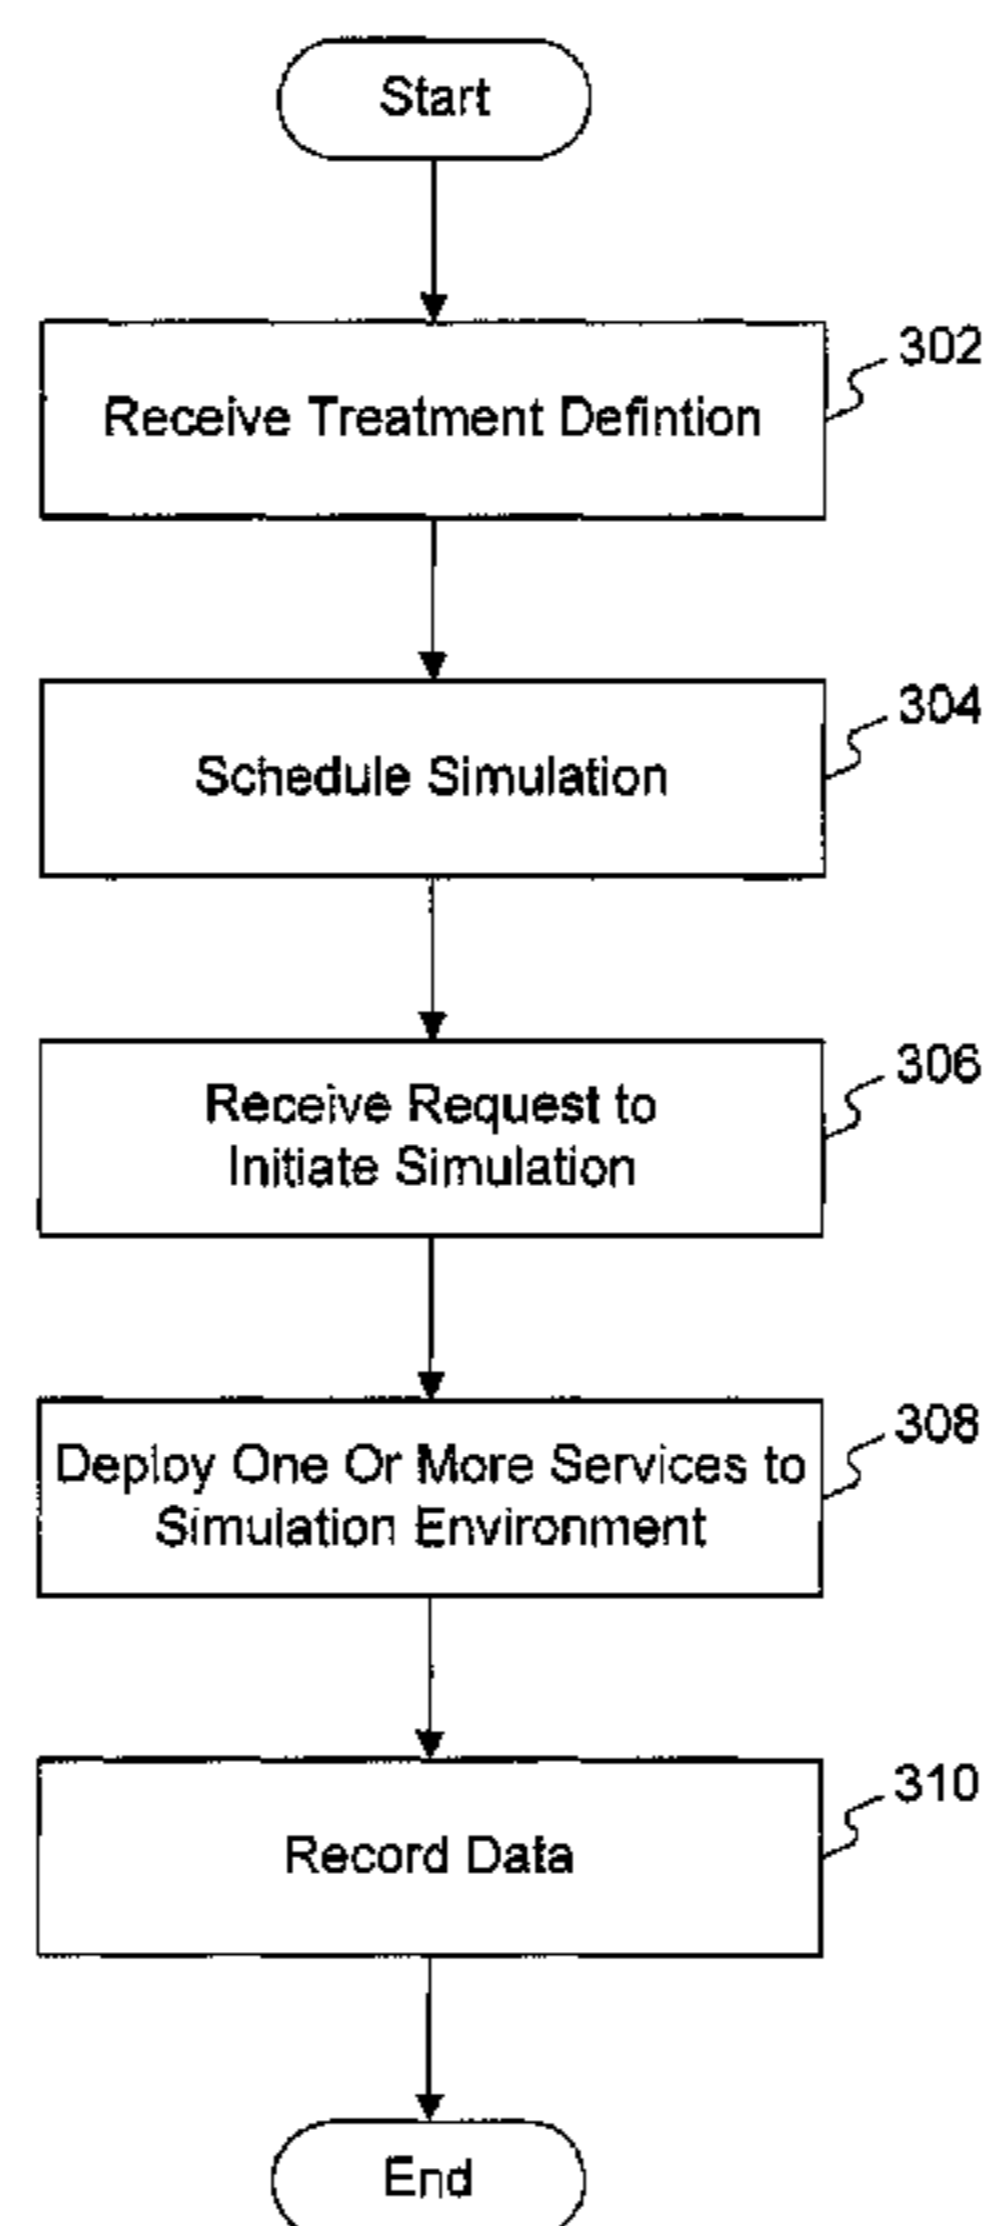 Start
302
Receive Treatment Defintion
304
Schedule Simulation
306
Receive Request to
Initiate Simulation
308
Deploy One Or More Services to
Simulation Environment
310
Record Data
End